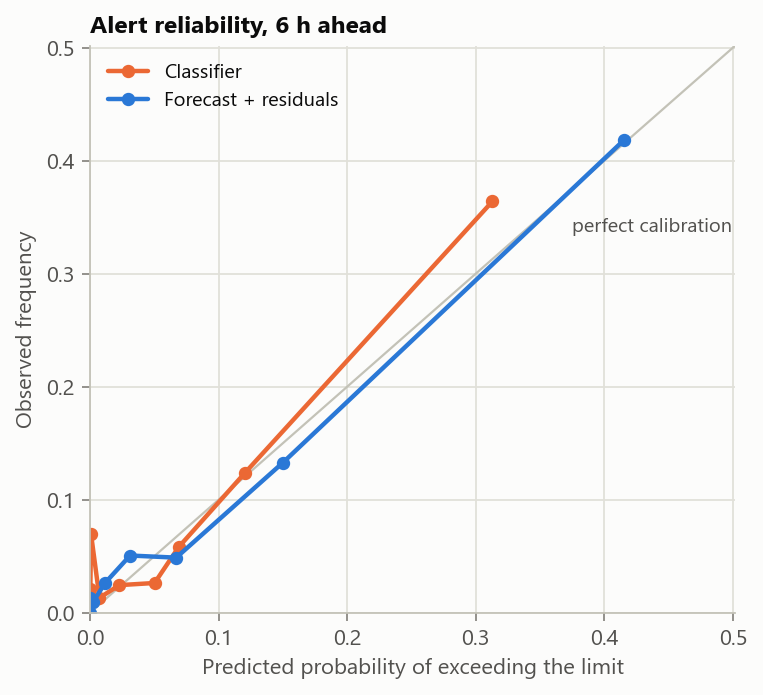 Alert reliability, 6 h ahead
Classifier
Forecast + residuals
perfect calibration
Observed frequency
0.5
0.4
0.3
0.2
0.1
0.0
0.0 0.1 0.2 0.3 0.4 0.5
Predicted probability of exceeding the limit